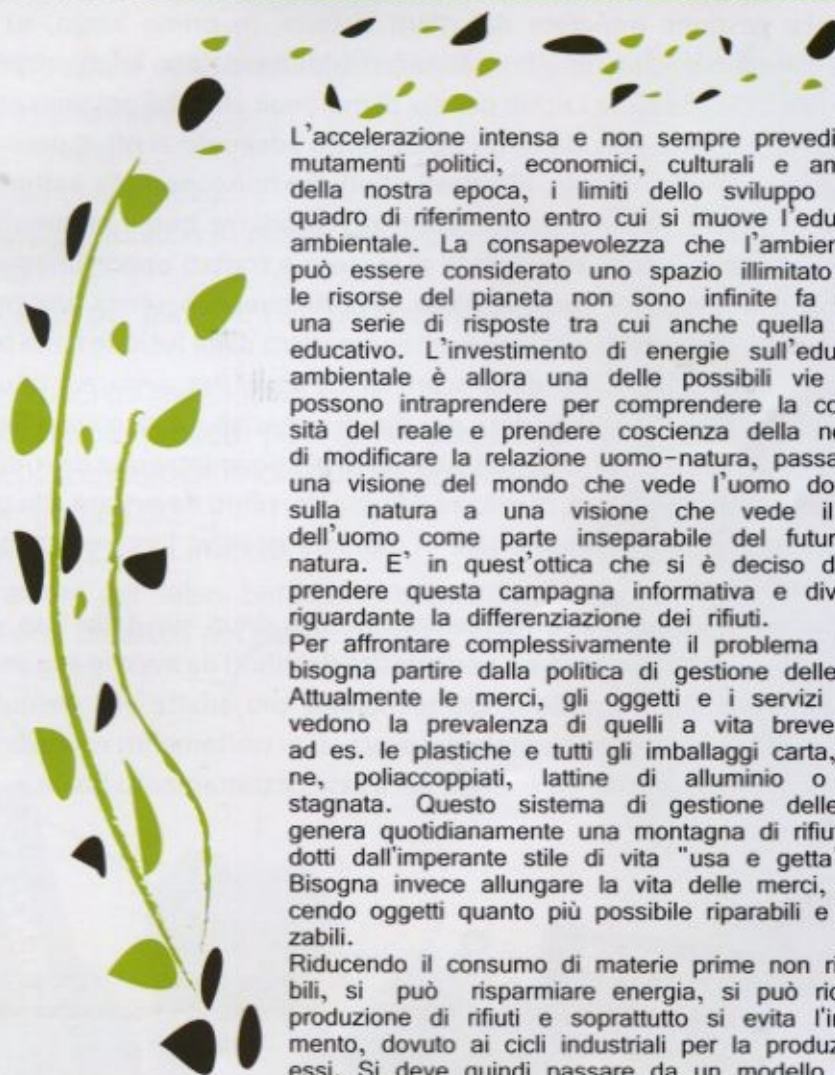 L'accelerazione intensa e non sempre prevedi
mutamenti politici, economici, culturali e am
della nostra epoca, i limiti dello sviluppo
quadro di riferimento entro cui si muove l'edu
ambientale. La consapevolezza che l'ambien
può essere considerato uno spazio illimitato
le risorse del pianeta non sono infinite fa
una serie di risposte tra cui anche quella
educativo. L'investimento di energie sull'edu
ambientale è allora una delle possibili vie
possono intraprendere per comprendere la co
sità del reale e prendere coscienza della ne
di modificare la relazione uomo-natura, passa
una visione del mondo che vede l'uomo do
sulla natura a una visione che vede il
dell'uomo come parte inseparabile del futur
natura. E' in quest'ottica che si è deciso d
prendere questa campagna informativa e div
riguardante la differenziazione dei rifiuti.
Per affrontare complessivamente il problema
bisogna partire dalla politica di gestione delle
Attualmente le merci, gli oggetti e i servizi
vedono la prevalenza di quelli a vita breve
ad es. le plastiche e tutti gli imballaggi carta,
ne, poliaccoppiati, lattine di alluminio o
stagnata. Questo sistema di gestione delle
genera quotidianamente una montagna di rifiu
dotti dall'imperante stile di vita "usa e getta
Bisogna invece allungare la vita delle merci,
cendo oggetti quanto più possibile riparabili e
zabili.
Riducendo il consumo di materie prime non ri
bili, si può risparmiare energia, si può ric
produzione di rifiuti e soprattutto si evita l'i
mento, dovuto ai cicli industriali per la produz
essi. Si deve quindi passare da un modello